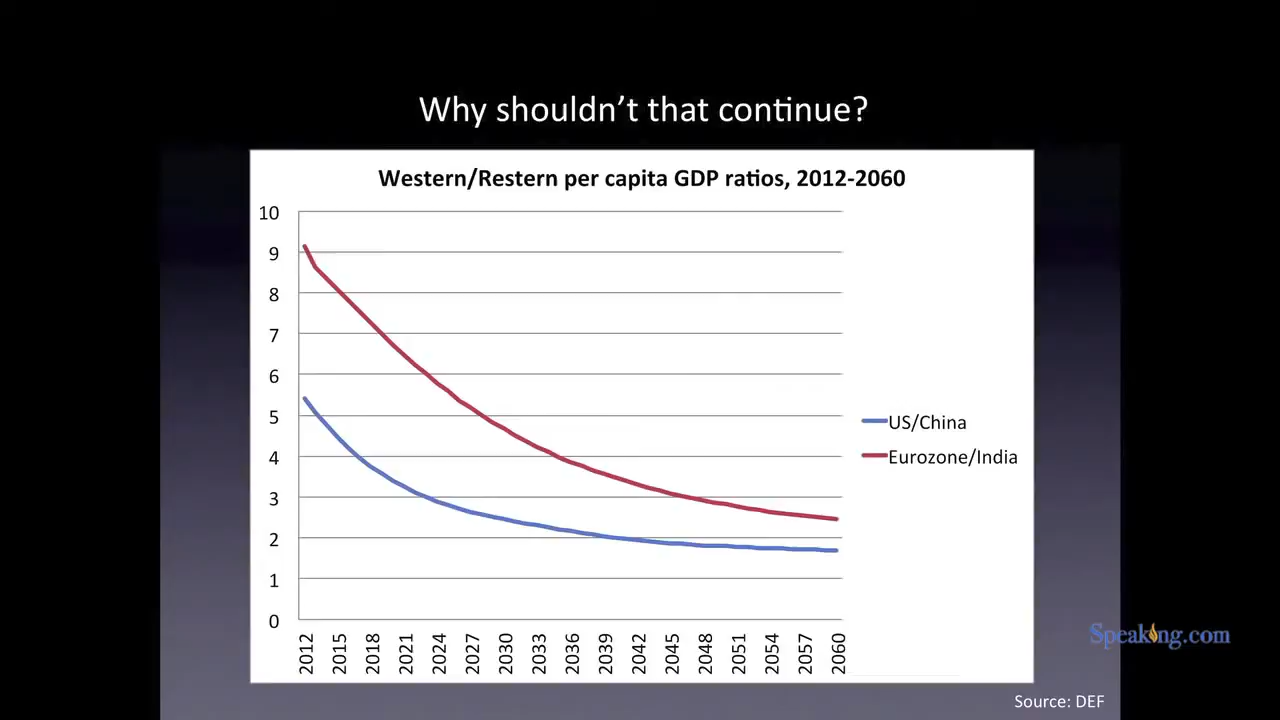 Why shouldn't that continue?
Western/Restern per capita GDP ratios, 2012-2060
10
9
8
7
6
5
4
3
2
1
0
2012 2015 2018 2021 2024 2027 2030 2033 2036 2039 2042 2045 2048 2051 2054 2057 2060
US/China
Eurozone/India
Speaking.com
Source: DEF